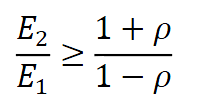 E₂/E₁ ≥ (1 + ρ)/(1 − ρ)